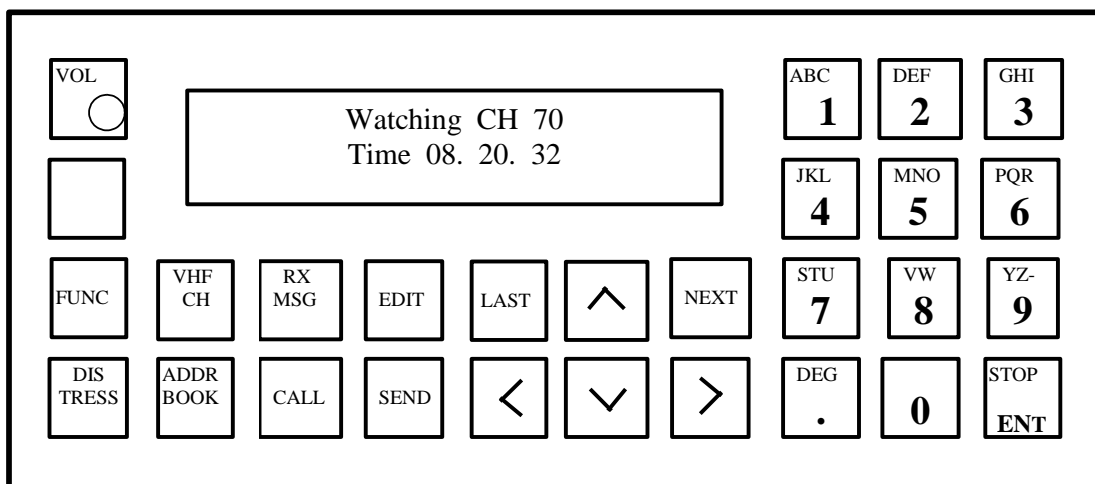 VOL
Watching CH 70
Time 08. 20. 32
ABC
1
DEF
2
GHI
3
JKL
4
MNO
5
PQR
6
FUNC
VHF
CH
RX
MSG
EDIT
LAST
NEXT
STU
7
VW
8
YZ-
9
DIS
TRESS
ADDR
BOOK
CALL
SEND
DEG
.
0
STOP
ENT